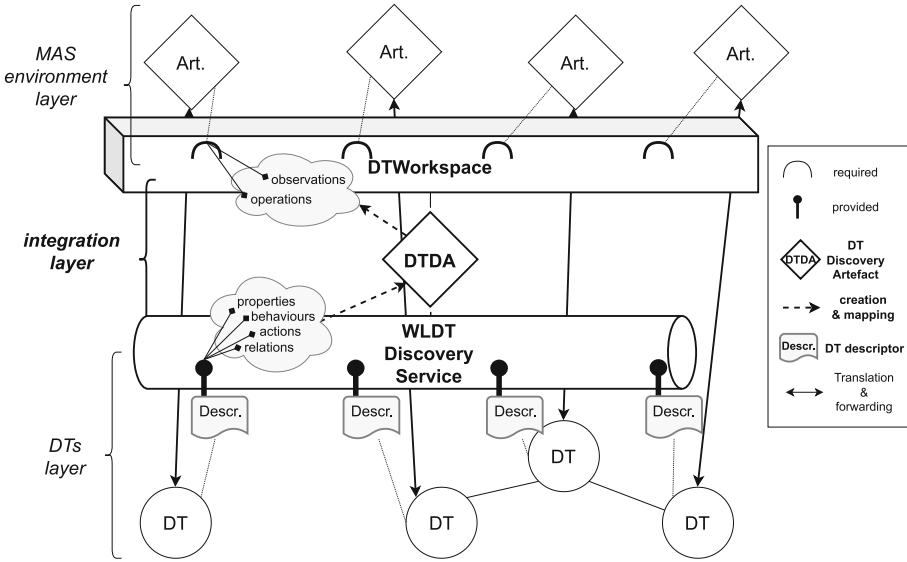 MAS
environment
layer
Art.
Art.
Art.
Art.
DTWorkspace
observations
operations
integration
layer
DTDA
properties
behaviours
actions
relations
WLDT
Discovery
Service
Descr.
Descr.
Descr.
Descr.
DTs
layer
DT
DT
DT
DT
required
provided
DTDA
DT
Discovery
Artefact
creation
& mapping
Descr.
DT descriptor
Translation
&
forwarding